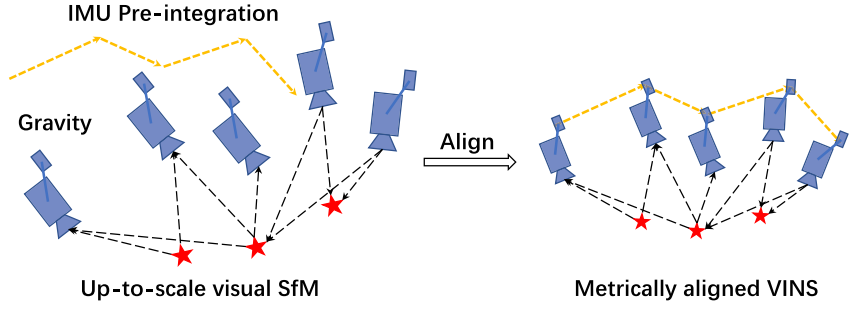 IMU Pre-integration
Gravity
Align
Up-to-scale visual SfM
Metrically aligned VINS